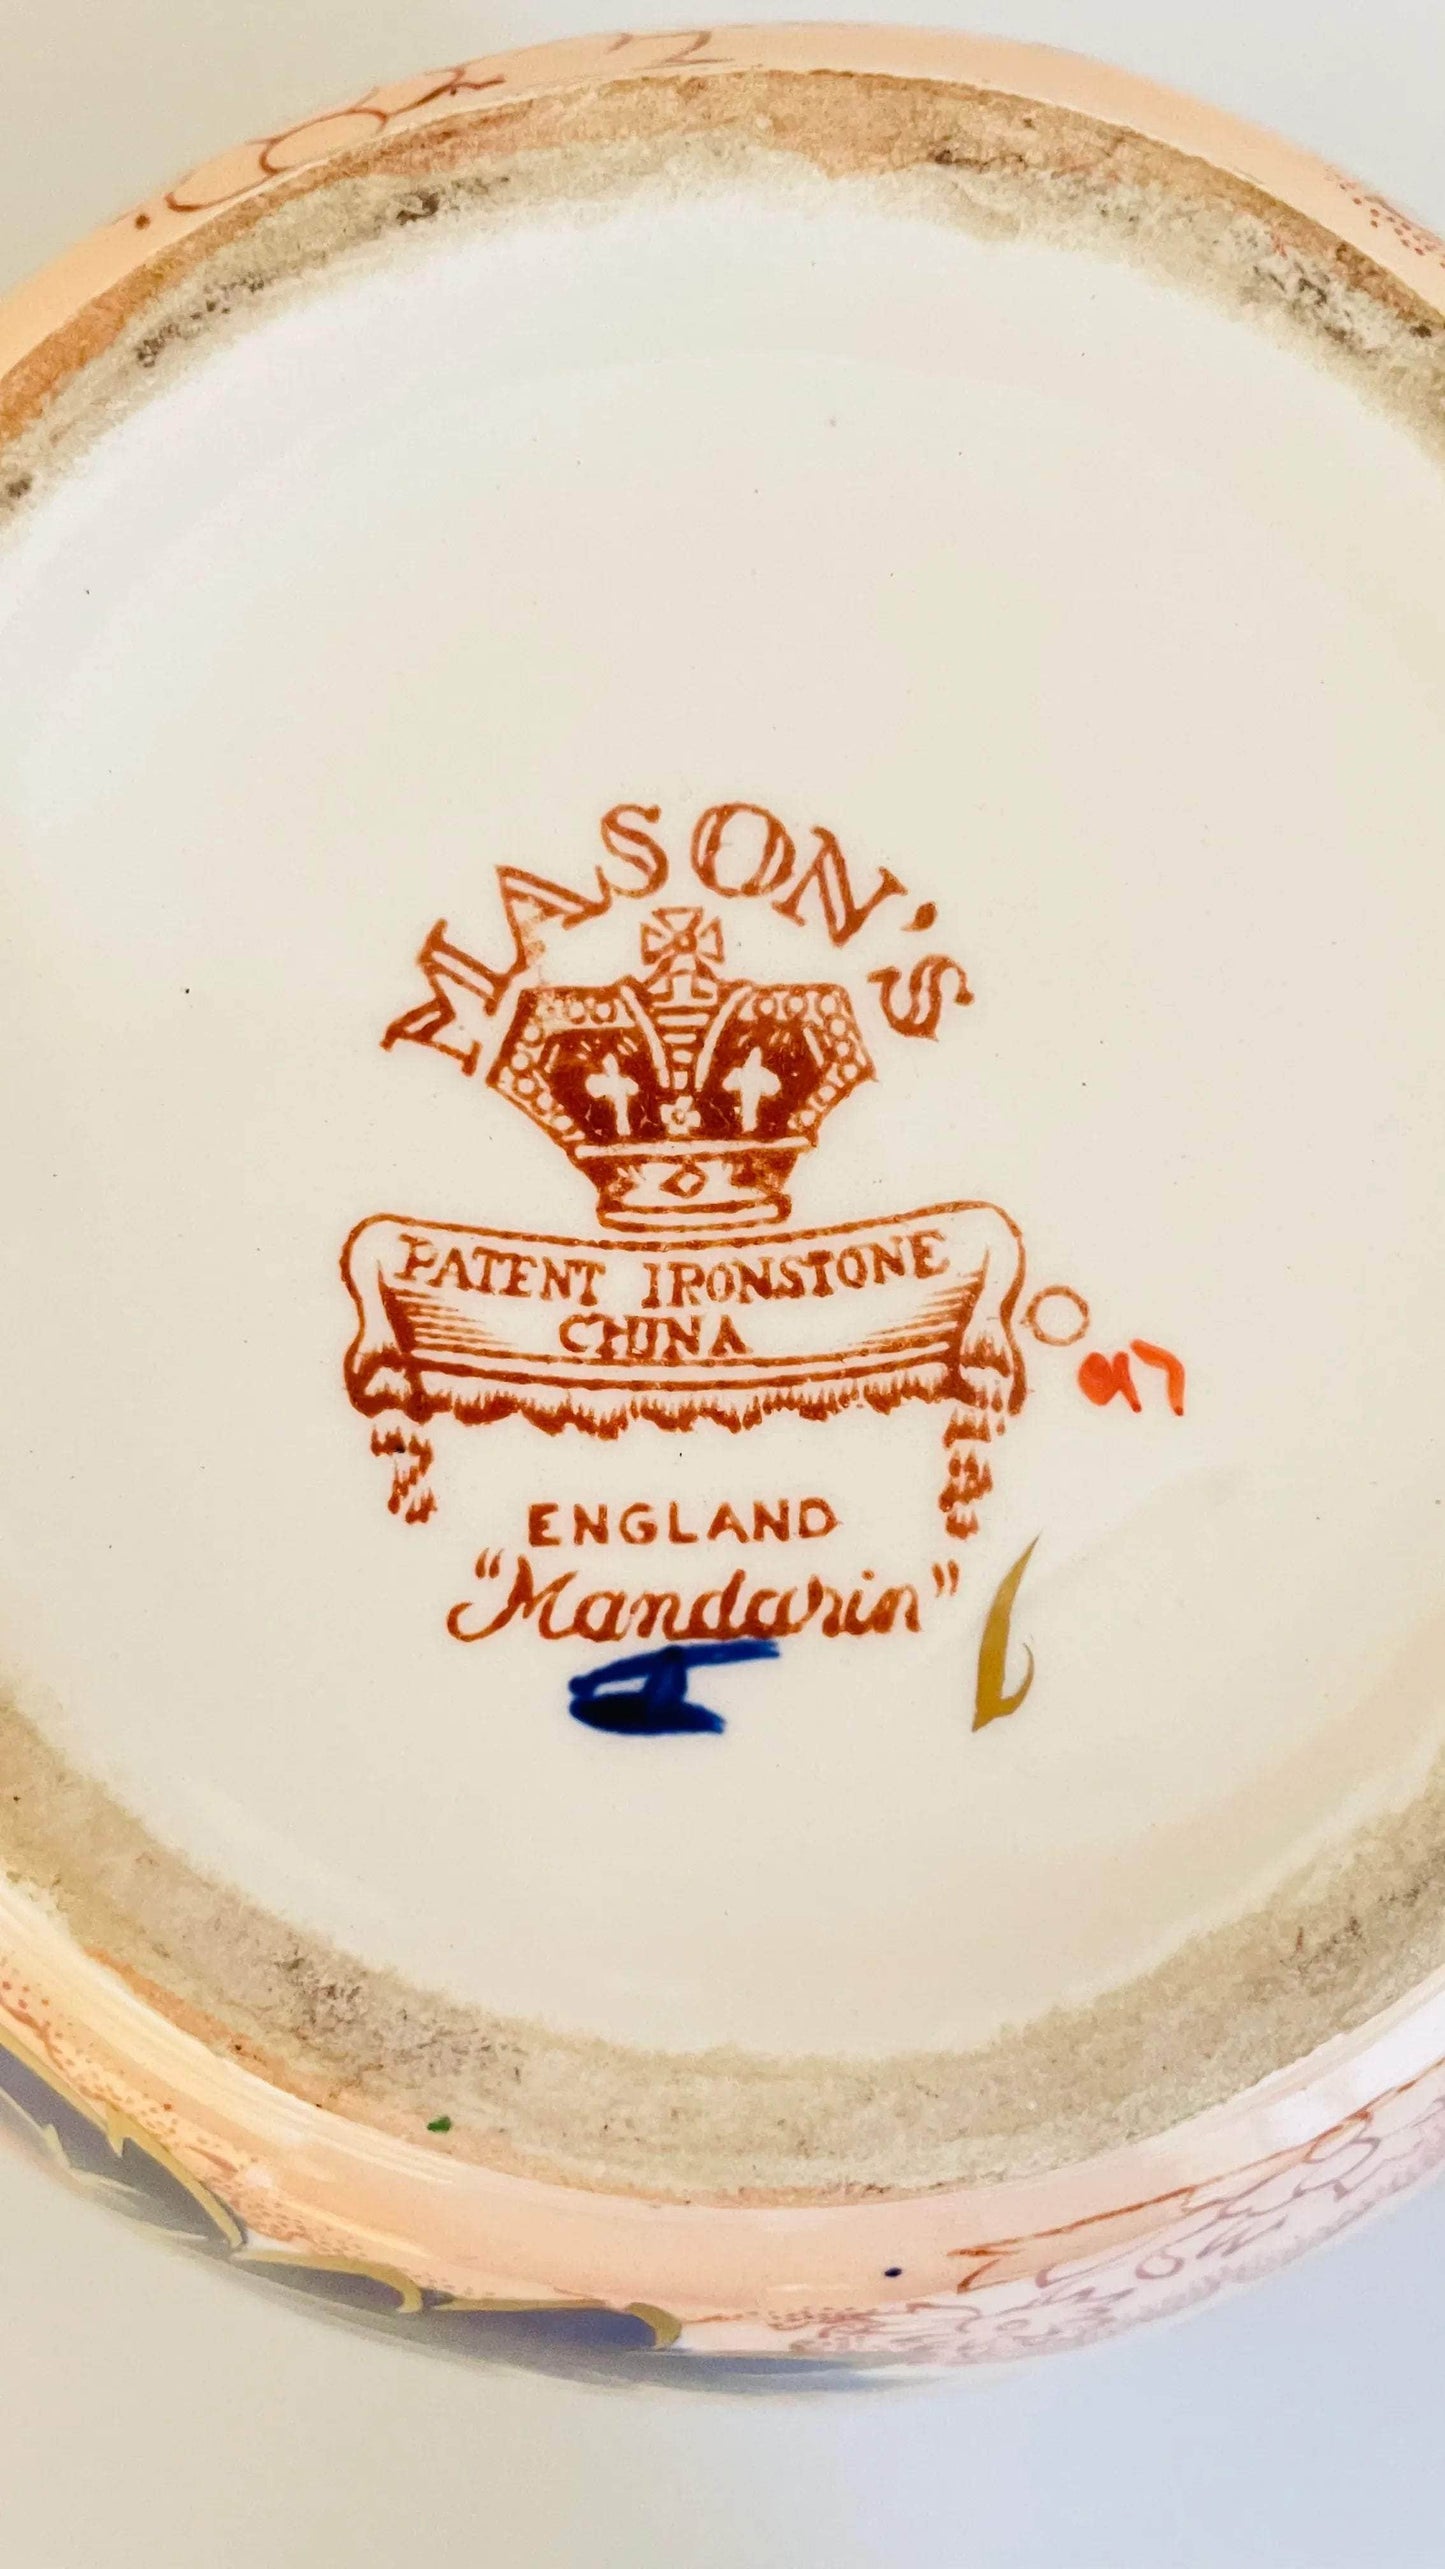 MASON'S
PATENT IRONSTONE
CHINA
ENGLAND
"Mandarin"